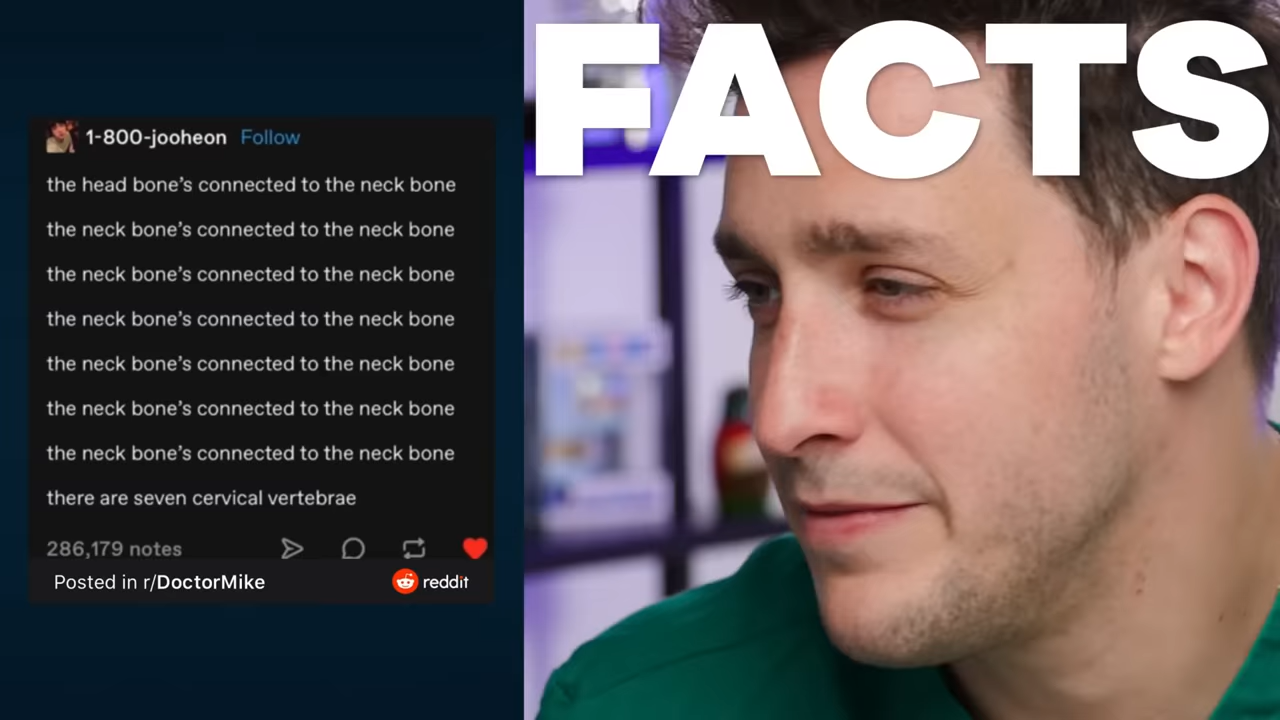 1-800-jooheon Follow
the head bone’s connected to the neck bone
the neck bone’s connected to the neck bone
the neck bone’s connected to the neck bone
the neck bone’s connected to the neck bone
the neck bone’s connected to the neck bone
the neck bone’s connected to the neck bone
the neck bone’s connected to the neck bone
there are seven cervical vertebrae
286,179 notes
Posted in r/DoctorMike reddit
FACTS